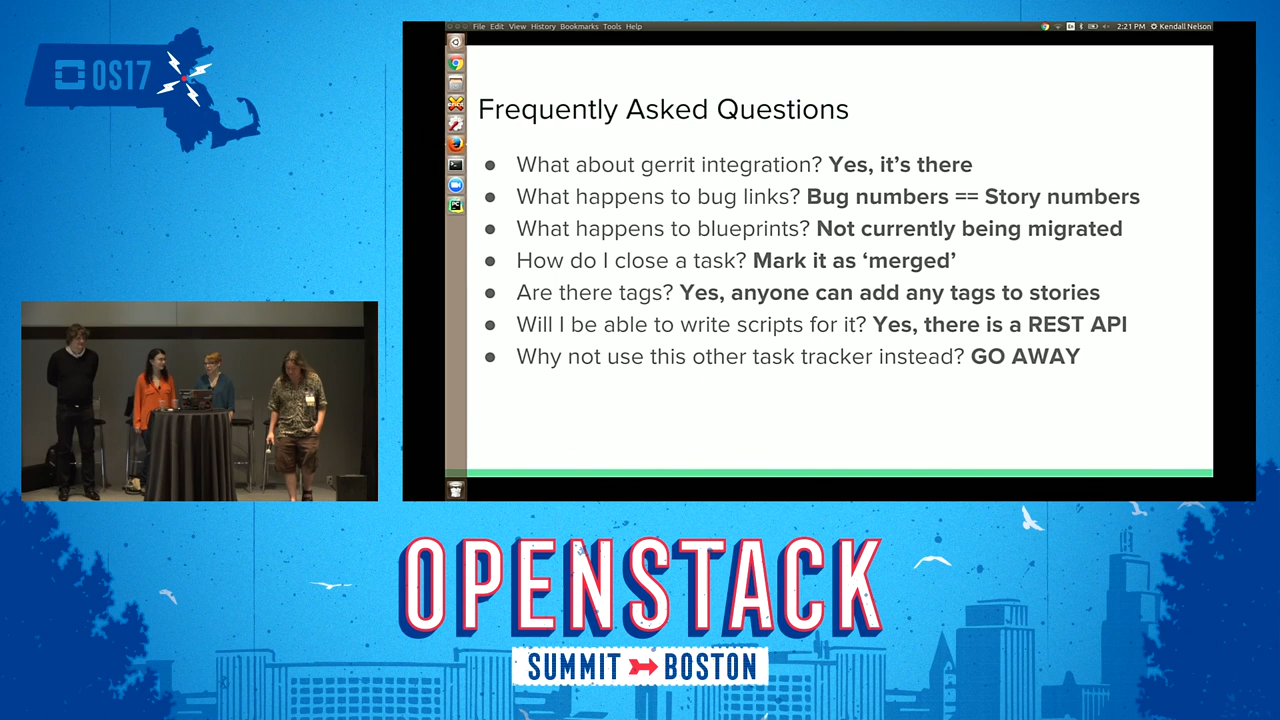 OS17
File Edit View History Bookmarks Tools Help
2:21 PM Kendall Nelson
Frequently Asked Questions
● What about gerrit integration? Yes, it’s there
● What happens to bug links? Bug numbers == Story numbers
● What happens to blueprints? Not currently being migrated
● How do I close a task? Mark it as ‘merged’
● Are there tags? Yes, anyone can add any tags to stories
● Will I be able to write scripts for it? Yes, there is a REST API
● Why not use this other task tracker instead? GO AWAY
OPENSTACK
SUMMIT BOSTON